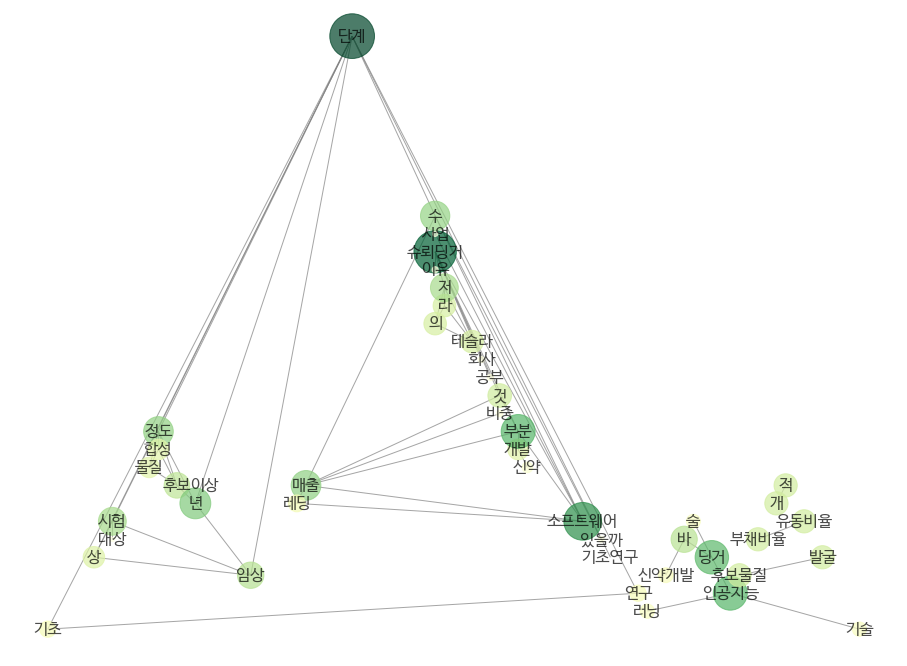 단계
수
사업
슈뢰딩거
이유
저
라
의
테슬라
회사
공부
것
비중
정도
부분
합성
개발
물질
신약
후보이상
매출
적
년
레딩
개
시험
소프트웨어
술
유동비율
대상
있을까
바
부채비율
상
기초연구
딩거
발굴
임상
신약개발
후보물질
연구
인공지능
러닝
기초
기술